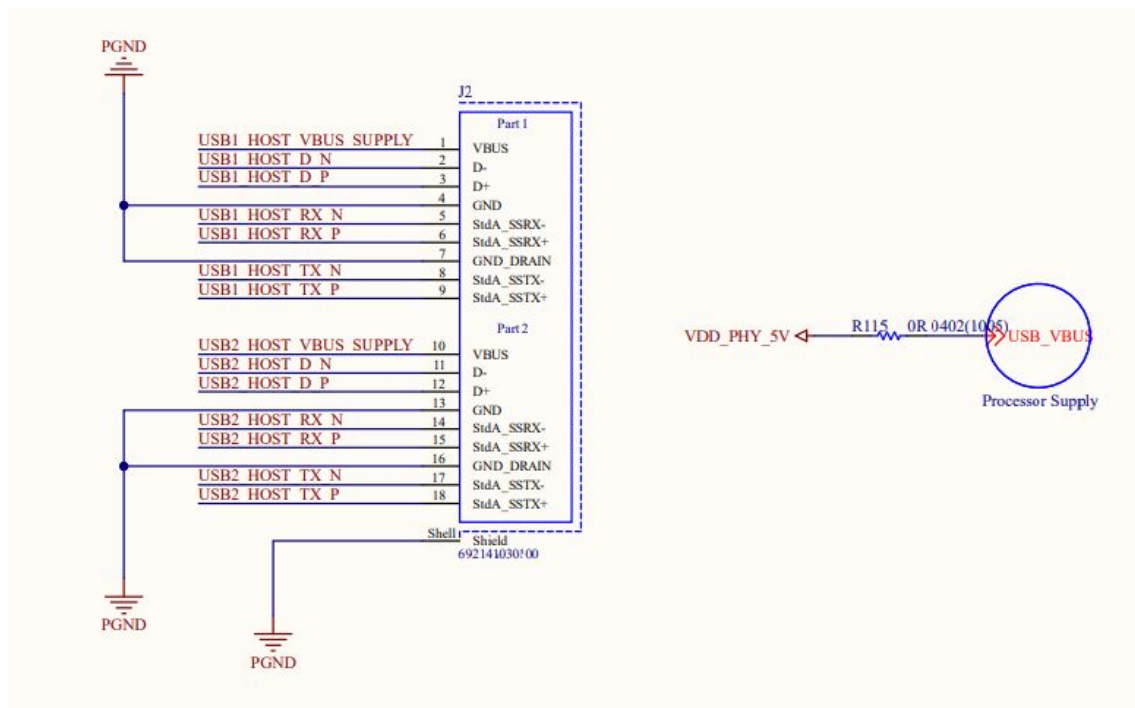 PGND
J2
Part 1
USB1_HOST_VBUS_SUPPLY 1 VBUS
USB1_HOST_D_N 2 D-
USB1_HOST_D_P 3 D+
4 GND
USB1_HOST_RX_N 5 StdA_SSRX-
USB1_HOST_RX_P 6 StdA_SSRX+
7 GND_DRAIN
USB1_HOST_TX_N 8 StdA_SSTX-
USB1_HOST_TX_P 9 StdA_SSTX+
Part 2
USB2_HOST_VBUS_SUPPLY 10 VBUS
USB2_HOST_D_N 11 D-
USB2_HOST_D_P 12 D+
13 GND
USB2_HOST_RX_N 14 StdA_SSRX-
USB2_HOST_RX_P 15 StdA_SSRX+
16 GND_DRAIN
USB2_HOST_TX_N 17 StdA_SSTX-
USB2_HOST_TX_P 18 StdA_SSTX+
Shell Shield
PGND
PGND
VDD_PHY_5V R115 0R 0402(1005) USB_VBUS
Processor Supply